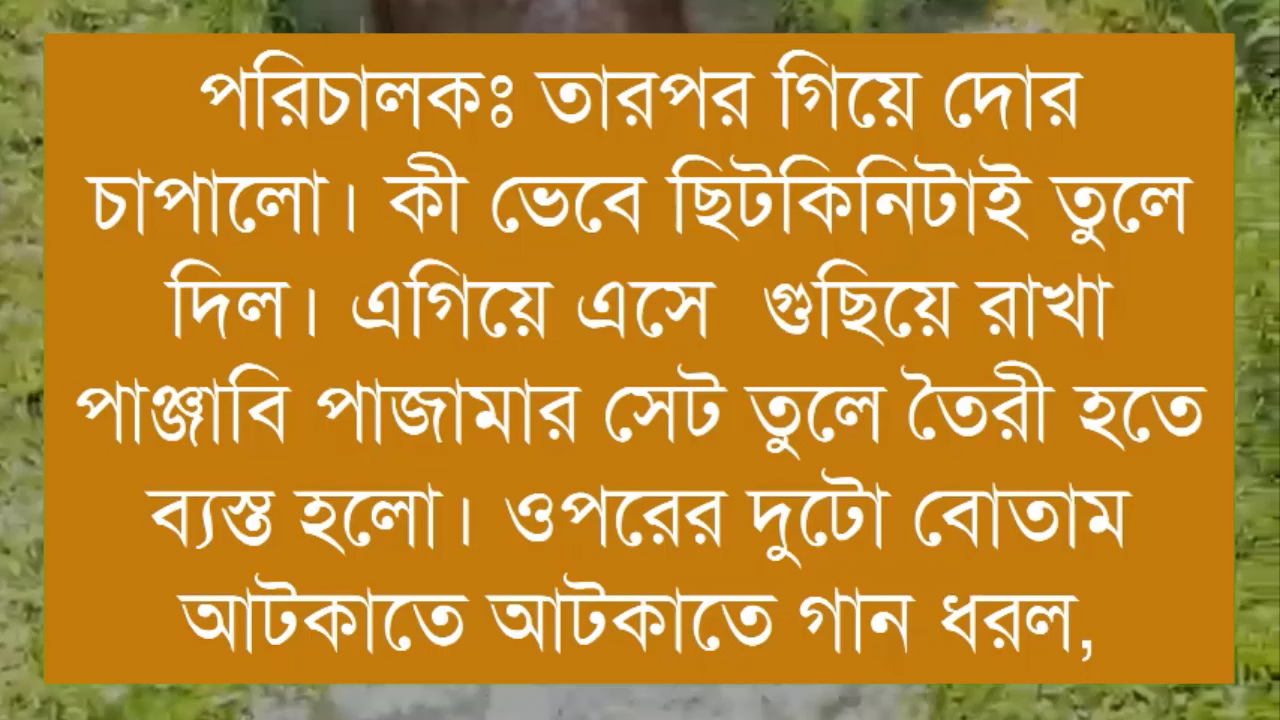 পরিচালকঃ তারপর গিয়ে দোর
চাপালো। কী ভেবে ছিটকিনিটাই তুলে
দিল। এগিয়ে এসে  গুছিয়ে রাখা
পাঞ্জাবি পাজামার সেট তুলে তৈরী হতে
ব্যস্ত হলো। ওপরের দুটো বোতাম
আটকাতে আটকাতে গান ধরল,